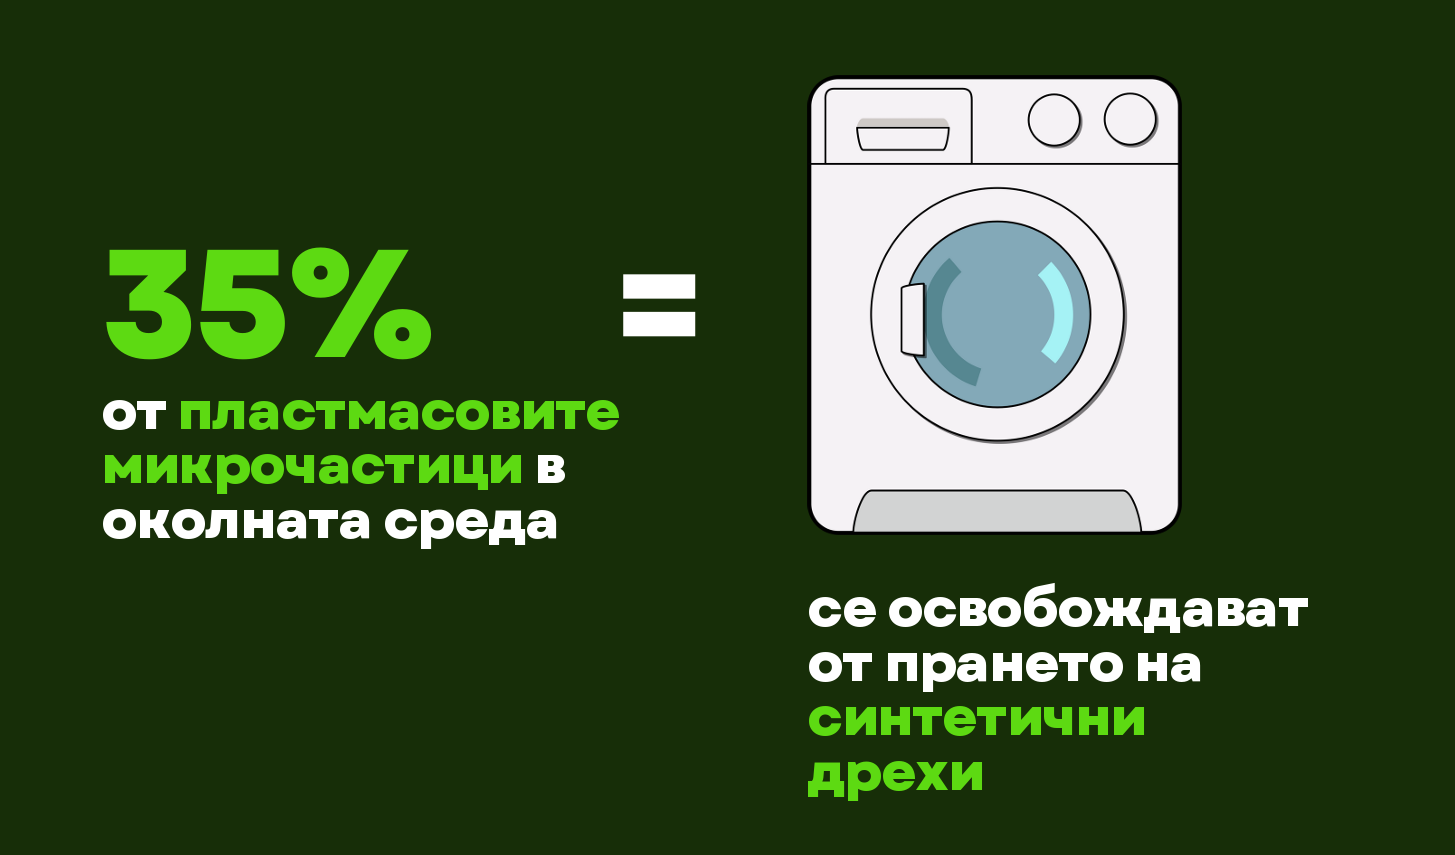 35%
=
от пластмасовите
микрочастици в
околната среда
се освобождават
от прането на
синтетични
дрехи